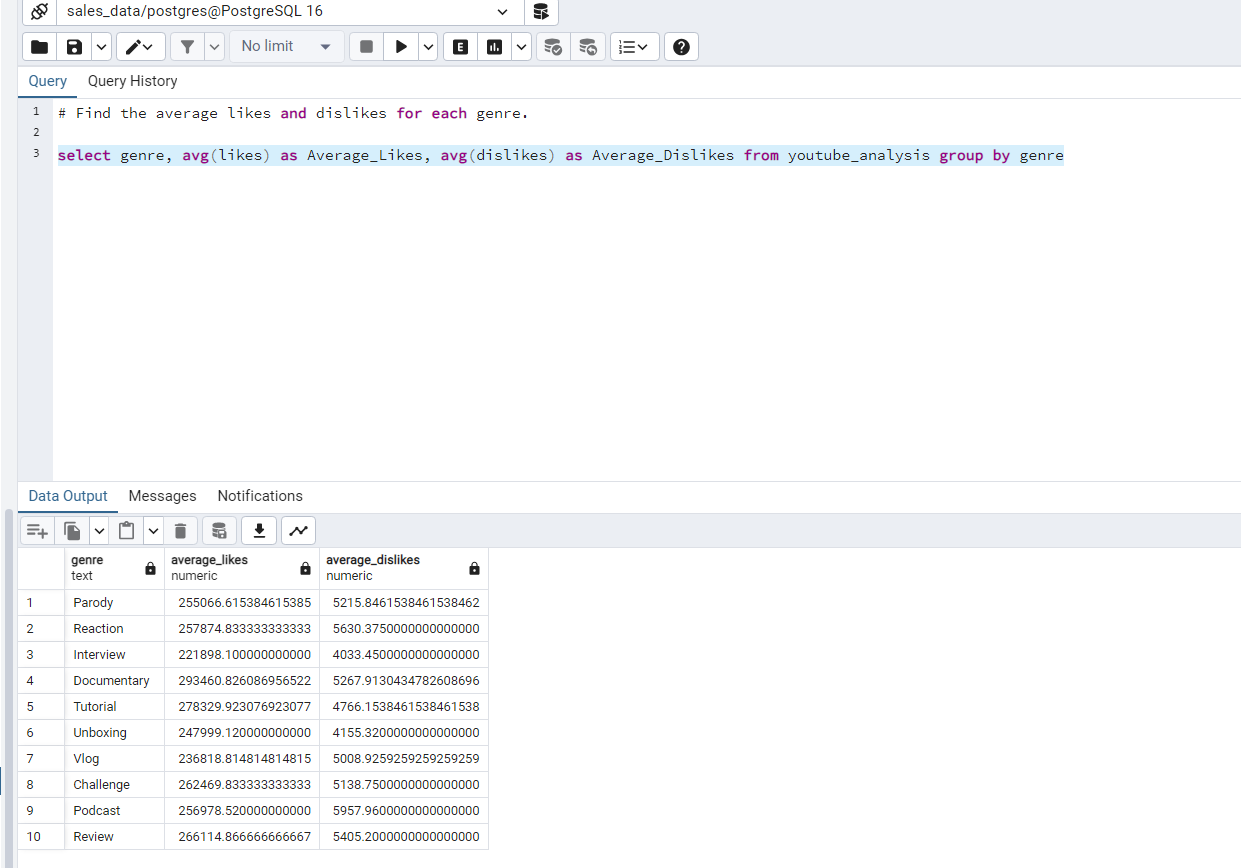 sales_data/postgres@PostgreSQL 16
No limit
E
Query Query History
1 # Find the average likes and dislikes for each genre.
2
3 select genre, avg(likes) as Average_Likes, avg(dislikes) as Average_Dislikes from youtube_analysis group by genre
Data Output Messages Notifications
genre average_likes average_dislikes
text numeric numeric
1 Parody 255066.615384615385 5215.8461538461538462
2 Reaction 257874.833333333333 5630.3750000000000000
3 Interview 221898.100000000000 4033.4500000000000000
4 Documentary 293460.826086956522 5267.9130434782608696
5 Tutorial 278329.923076923077 4766.1538461538461538
6 Unboxing 247999.120000000000 4155.3200000000000000
7 Vlog 236818.814814814815 5008.9259259259259259
8 Challenge 262469.833333333333 5138.7500000000000000
9 Podcast 256978.520000000000 5957.9600000000000000
10 Review 266114.866666666667 5405.2000000000000000